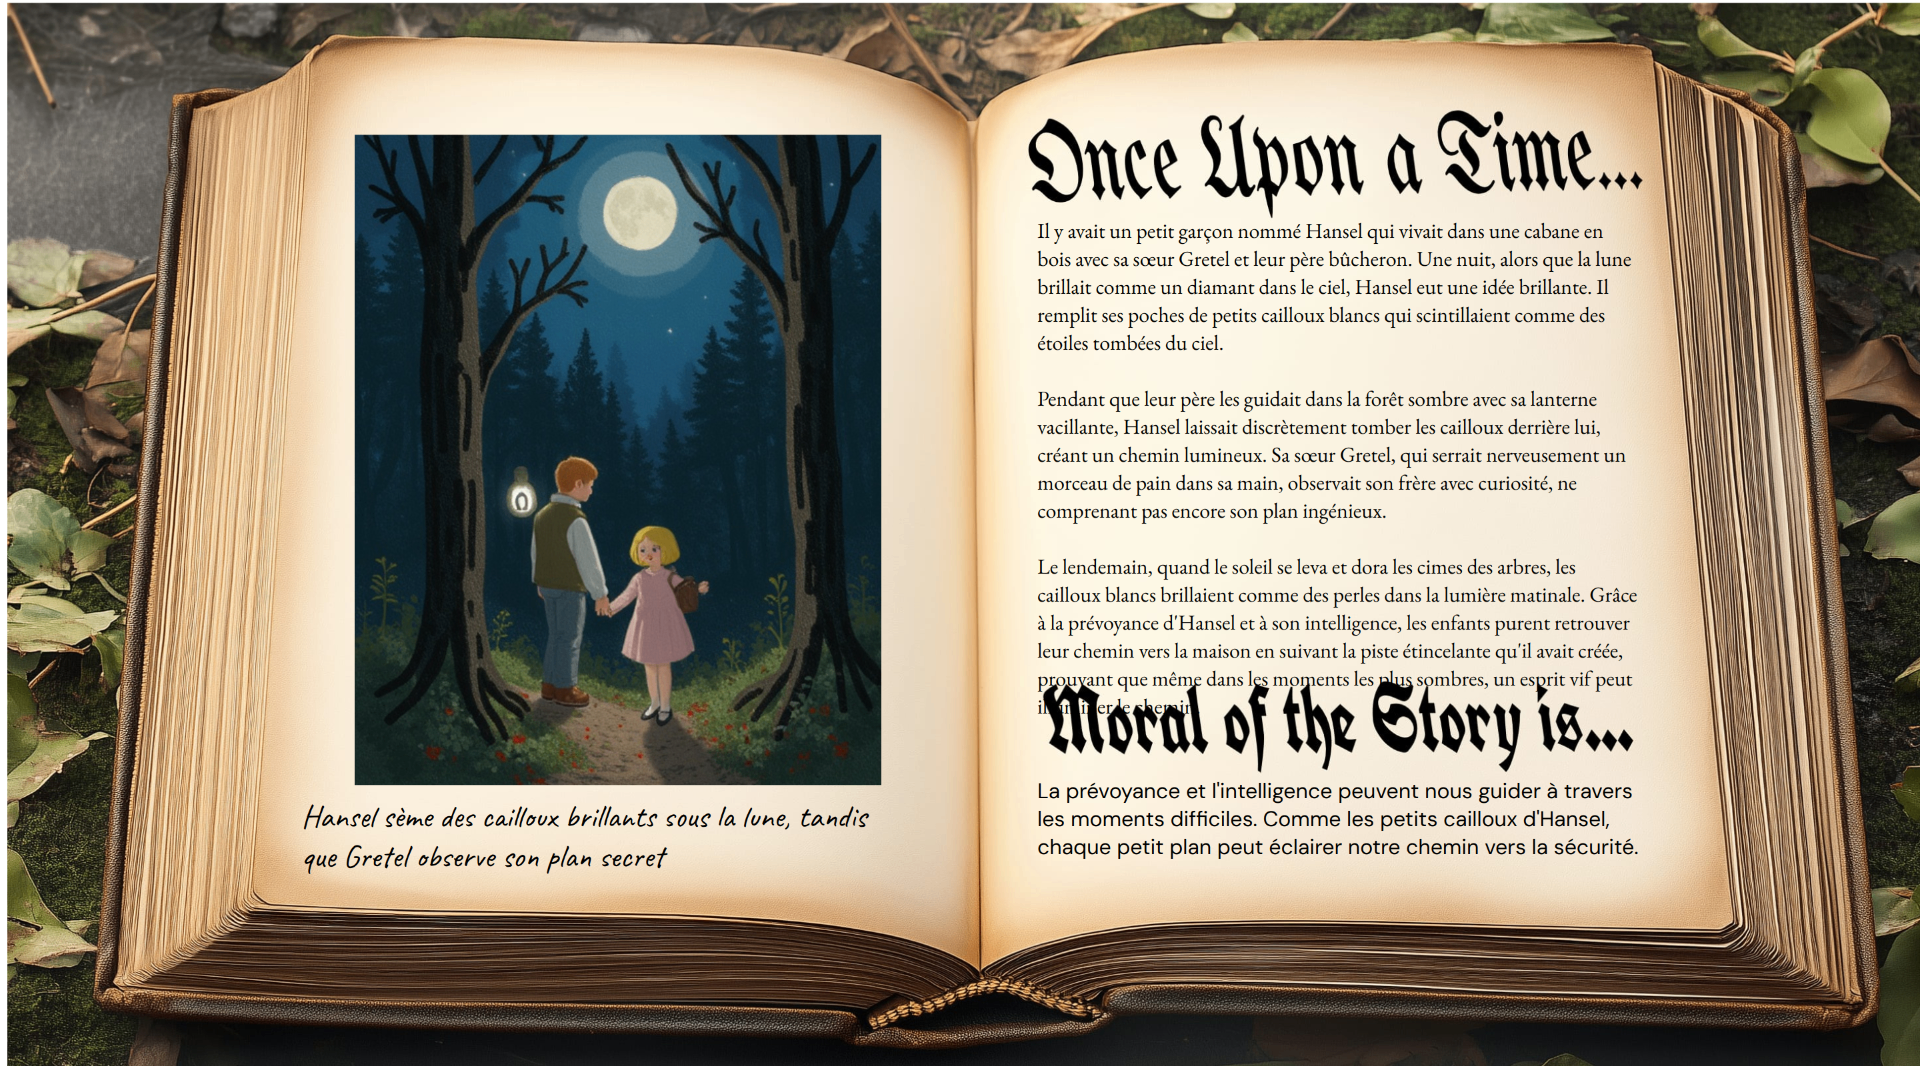 Hansel sème des cailloux brillants sous la lune, tandis
que Gretel observe son plan secret
Once Upon a Time...
Il y avait un petit garçon nommé Hansel qui vivait dans une cabane en
bois avec sa sœur Gretel et leur père bûcheron. Une nuit, alors que la lune
brillait comme un diamant dans le ciel, Hansel eut une idée brillante. Il
remplit ses poches de petits cailloux blancs qui scintillaient comme des
étoiles tombées du ciel.
Pendant que leur père les guidait dans la forêt sombre avec sa lanterne
vacillante, Hansel laissait discrètement tomber les cailloux derrière lui,
créant un chemin lumineux. Sa sœur Gretel, qui serrait nerveusement un
morceau de pain dans sa main, observait son frère avec curiosité, ne
comprenant pas encore son plan ingénieux.
Le lendemain, quand le soleil se leva et dora les cimes des arbres, les
cailloux blancs brillaient comme des perles dans la lumière matinale. Grâce
à la prévoyance d'Hansel et à son intelligence, les enfants purent retrouver
leur chemin vers la maison en suivant la piste étincelante qu'il avait créée,
prouvant que même dans les moments les plus sombres, un esprit vif peut
le chemin
Moral of the Story is...
La prévoyance et l'intelligence peuvent nous guider à travers
les moments difficiles. Comme les petits cailloux d'Hansel,
chaque petit plan peut éclairer notre chemin vers la sécurité.